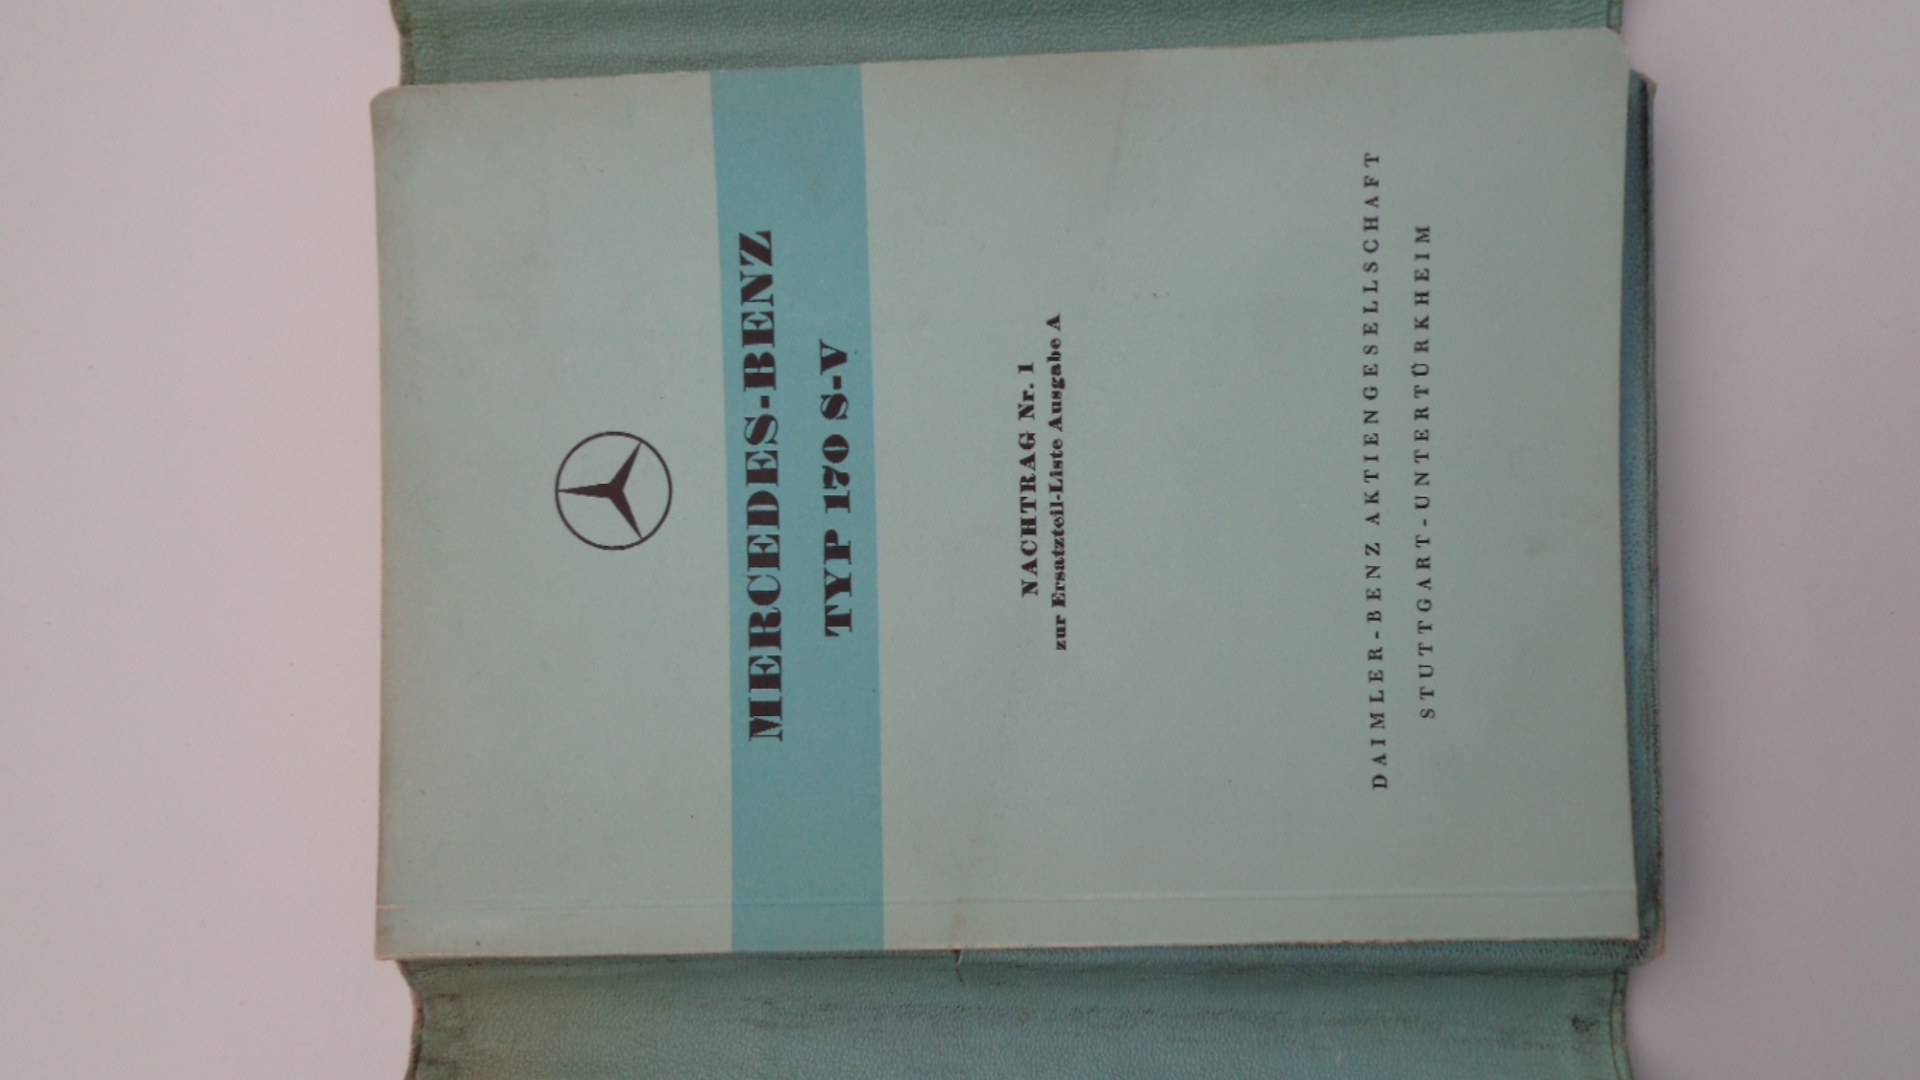 MERCEDES-BENZ
TYP 170 S-V
NACHTRAG Nr. 1
zur Ersatzteil-Liste Ausgabe A
DAIMLER-BENZ AKTIENGESELLSCHAFT
STUTTGART-UNTERTÜRKHEIM